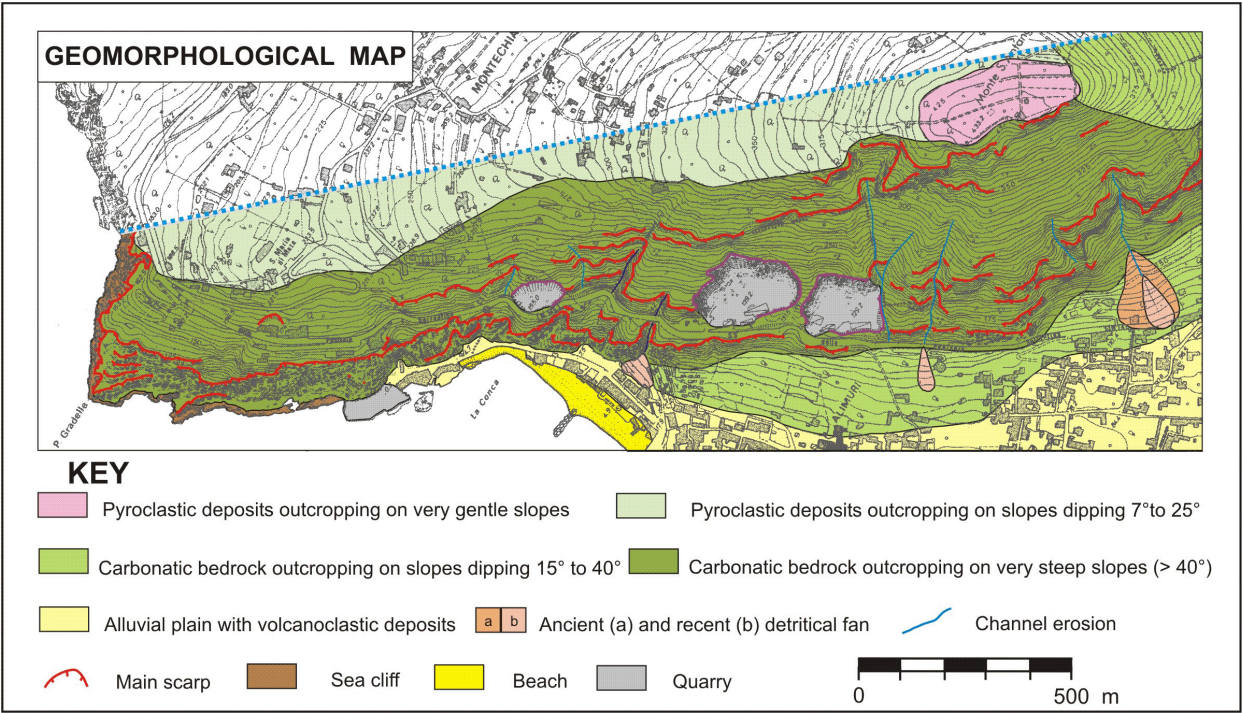 GEOMORPHOLOGICAL MAP
MONTECHIA
La Conca
P. Gradelle
ALIMURI
KEY
Pyroclastic deposits outcropping on very gentle slopes
Pyroclastic deposits outcropping on slopes dipping 7°to 25°
Carbonatic bedrock outcropping on slopes dipping 15° to 40°
Carbonatic bedrock outcropping on very steep slopes (> 40°)
Alluvial plain with volcanoclastic deposits
a b
Ancient (a) and recent (b) detritical fan
Channel erosion
Main scarp
Sea cliff
Beach
Quarry
0 500 m